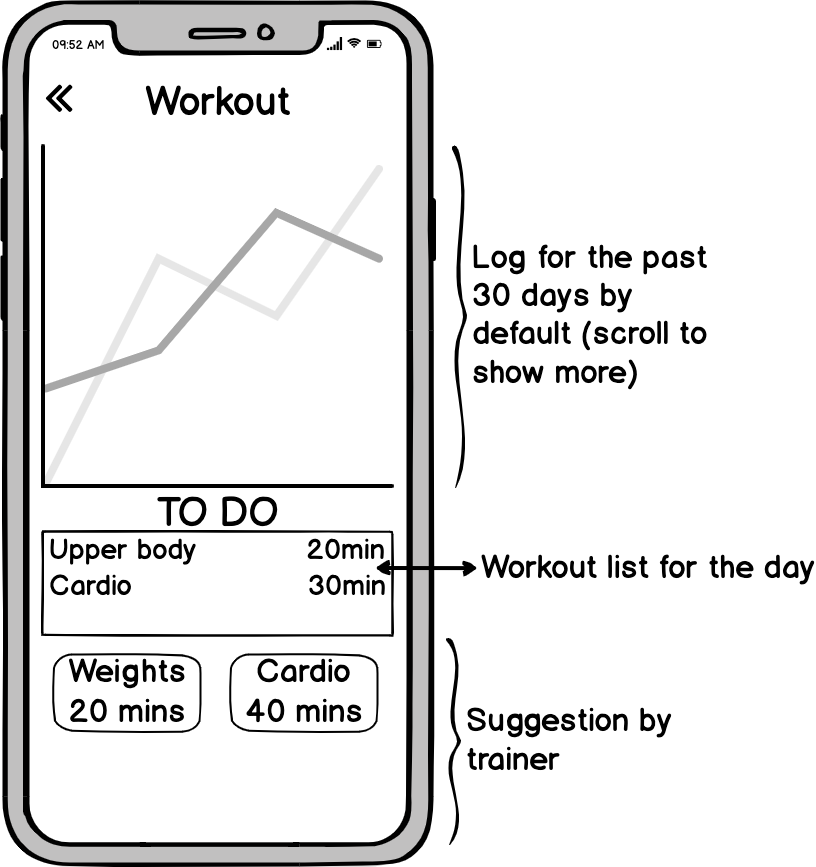 09:52 AM
Workout
Log for the past
30 days by
default (scroll to
show more)
TO DO
Upper body 20min
Cardio 30min
Workout list for the day
Weights
20 mins
Cardio
40 mins
Suggestion by
trainer